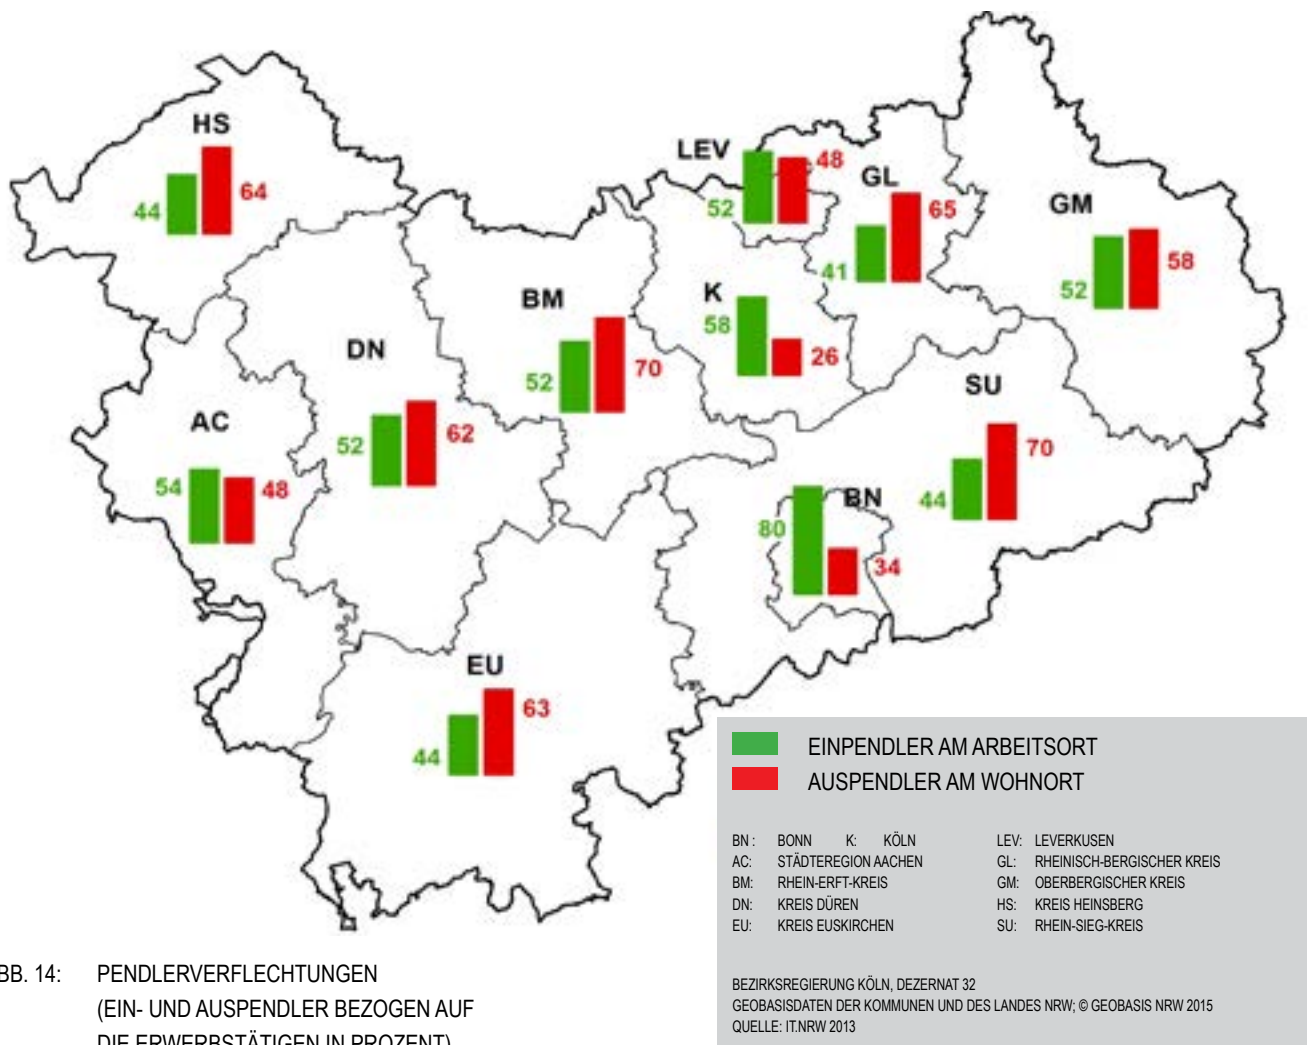 HS
44
64
LEV
52
48
GL
41
65
GM
52
58
BM
52
70
K
58
26
DN
52
62
SU
44
70
AC
54
48
BN
80
34
EU
44
63
EINPENDLER AM ARBEITSORT
AUSPENDLER AM WOHNORT
BN : BONN K: KÖLN LEV: LEVERKUSEN
AC: STÄDTEREGION AACHEN GL: RHEINISCH-BERGISCHER KREIS
BM: RHEIN-ERFT-KREIS GM: OBERBERGISCHER KREIS
DN: KREIS DÜREN HS: KREIS HEINSBERG
EU: KREIS EUSKIRCHEN SU: RHEIN-SIEG-KREIS
BEZIRKSREGIERUNG KÖLN, DEZERNAT 32
GEOBASISDATEN DER KOMMUNEN UND DES LANDES NRW; © GEOBASIS NRW 2015
QUELLE: IT.NRW 2013
BB. 14: PENDLERVERFLECHTUNGEN
(EIN- UND AUSPENDLER BEZOGEN AUF
DIE ERWERBSTÄTIGEN IN PROZENT)